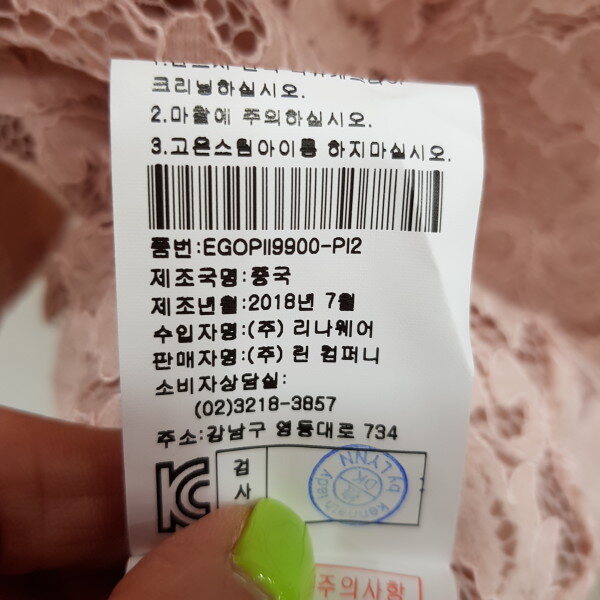 크리닝하십시오.
2.마찰에 주의하십시오.
3.고온스팀아이롱 하지마십시오.
품번:EGOPII9900-PI2
제조국명:중국
제조년월:2018년 7월
수입자명:(주) 리나웨어
판매자명:(주) 린 컴퍼니
소비자상담실:
(02)3218-3857
주소:강남구 영동대로 734
검
사
kenneth lady
by LYNN
주의사항